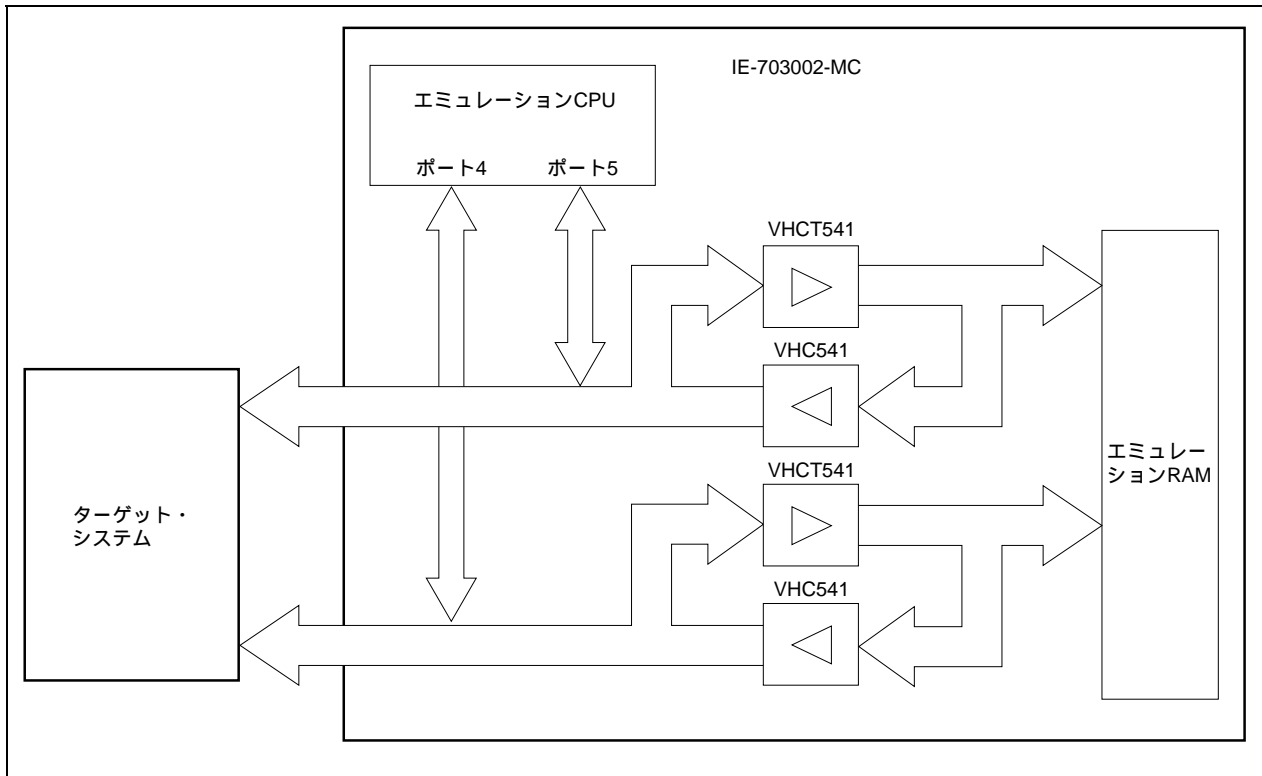 IE-703002-MC
エミュレーションCPU
ポート4
ポート5
VHCT541
VHC541
VHCT541
VHC541
エミュレー
ションRAM
ターゲット・
システム